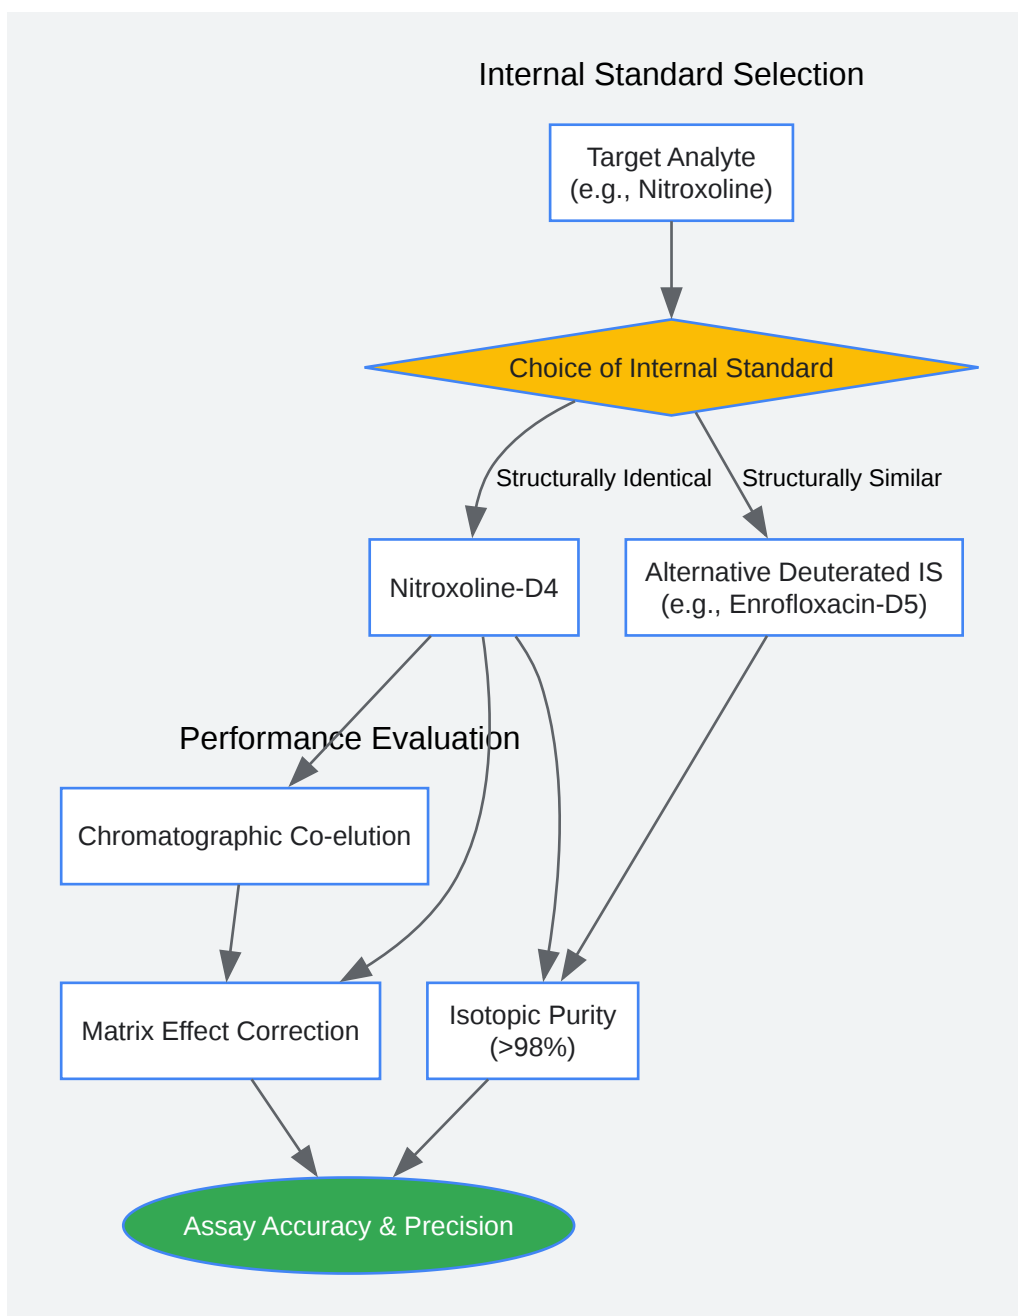 Internal Standard Selection
Target Analyte
(e.g., Nitroxoline)
Choice of Internal Standard
Structurally Identical
Structurally Similar
Nitroxoline-D4
Alternative Deuterated IS
(e.g., Enrofloxacin-D5)
Performance Evaluation
Chromatographic Co-elution
Matrix Effect Correction
Isotopic Purity
(>98%)
Assay Accuracy & Precision